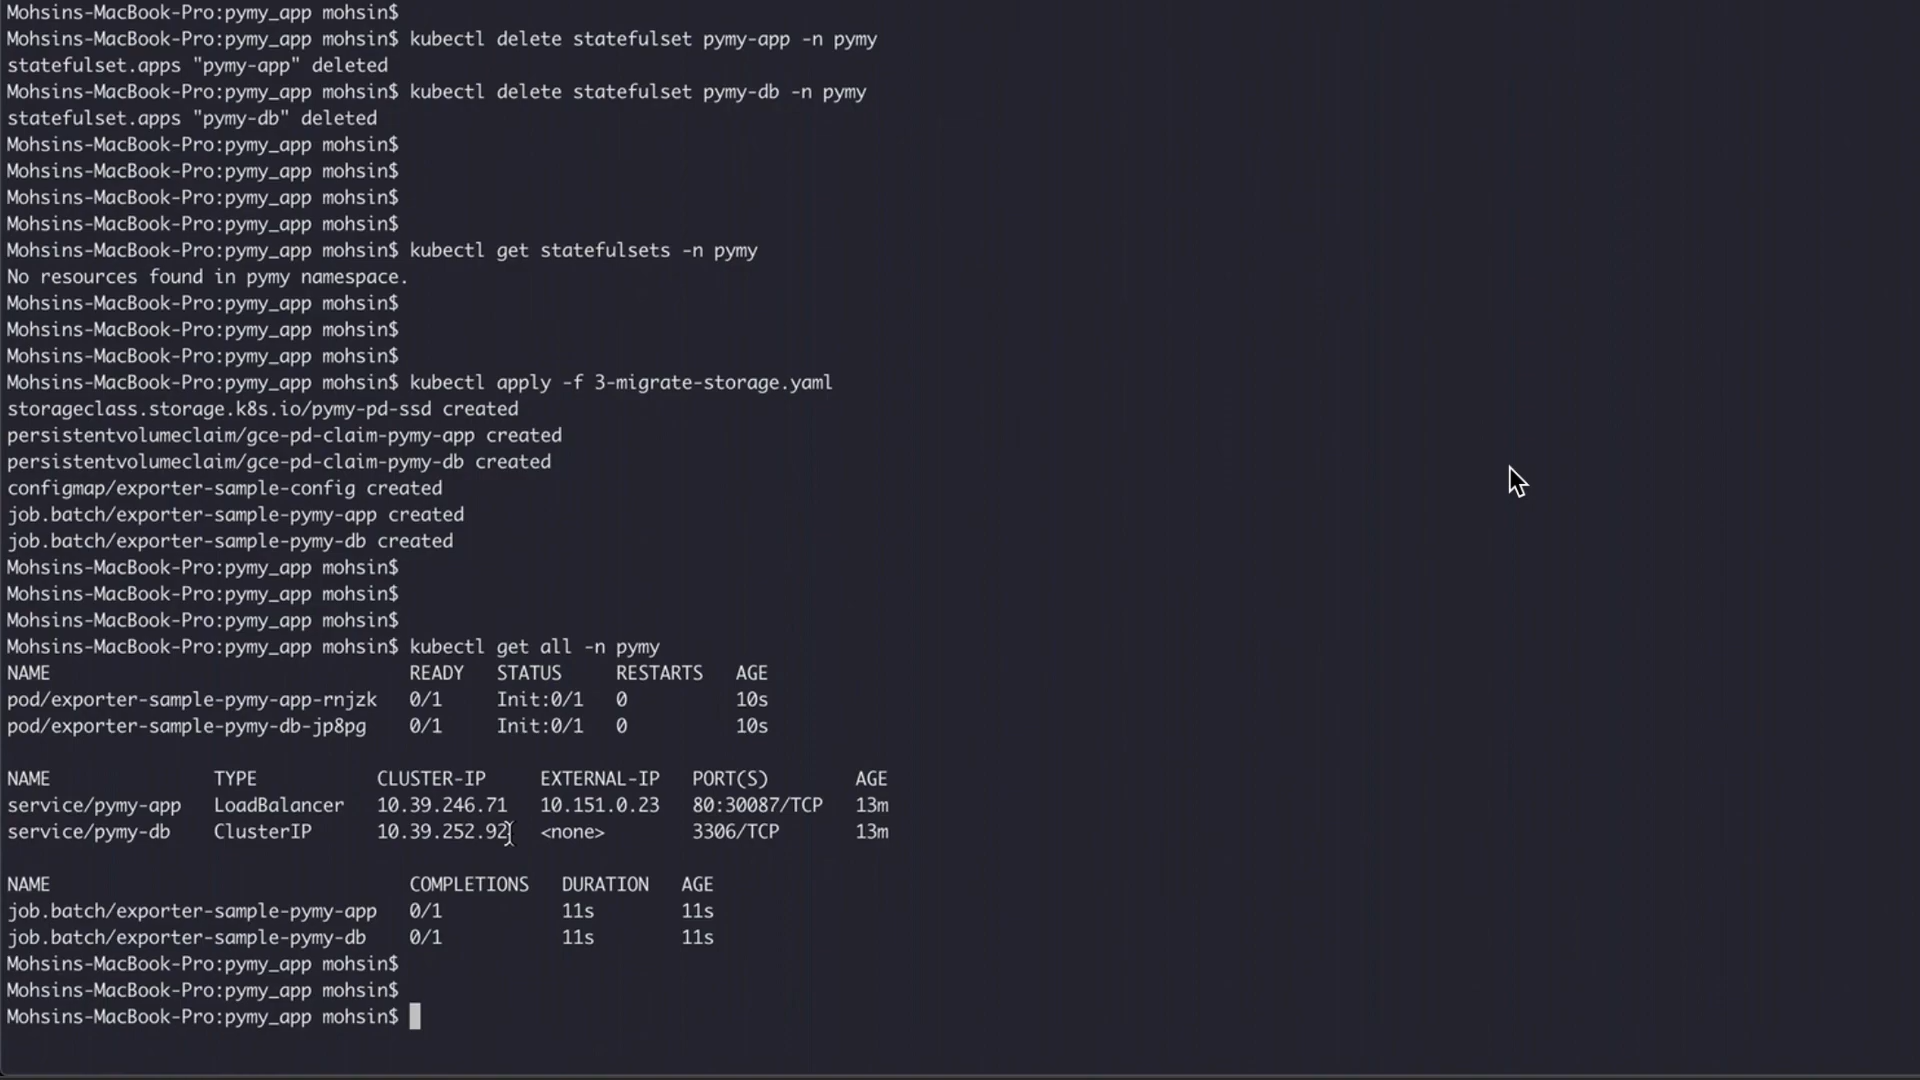 Mohsins-MacBook-Pro:pymy_app mohsin$
Mohsins-MacBook-Pro:pymy_app mohsin$ kubectl delete statefulset pymy-app -n pymy
statefulset.apps "pymy-app" deleted
Mohsins-MacBook-Pro:pymy_app mohsin$ kubectl delete statefulset pymy-db -n pymy
statefulset.apps "pymy-db" deleted
Mohsins-MacBook-Pro:pymy_app mohsin$
Mohsins-MacBook-Pro:pymy_app mohsin$
Mohsins-MacBook-Pro:pymy_app mohsin$
Mohsins-MacBook-Pro:pymy_app mohsin$
Mohsins-MacBook-Pro:pymy_app mohsin$ kubectl get statefulsets -n pymy
No resources found in pymy namespace.
Mohsins-MacBook-Pro:pymy_app mohsin$
Mohsins-MacBook-Pro:pymy_app mohsin$
Mohsins-MacBook-Pro:pymy_app mohsin$
Mohsins-MacBook-Pro:pymy_app mohsin$ kubectl apply -f 3-migrate-storage.yaml
storageclass.storage.k8s.io/pymy-pd-ssd created
persistentvolumeclaim/gce-pd-claim-pymy-app created
persistentvolumeclaim/gce-pd-claim-pymy-db created
configmap/exporter-sample-config created
job.batch/exporter-sample-pymy-app created
job.batch/exporter-sample-pymy-db created
Mohsins-MacBook-Pro:pymy_app mohsin$
Mohsins-MacBook-Pro:pymy_app mohsin$
Mohsins-MacBook-Pro:pymy_app mohsin$
Mohsins-MacBook-Pro:pymy_app mohsin$ kubectl get all -n pymy
NAME READY STATUS RESTARTS AGE
pod/exporter-sample-pymy-app-rnjzk 0/1 Init:0/1 0 10s
pod/exporter-sample-pymy-db-jp8pg 0/1 Init:0/1 0 10s
NAME TYPE CLUSTER-IP EXTERNAL-IP PORT(S) AGE
service/pymy-app LoadBalancer 10.39.246.71 10.151.0.23 80:30087/TCP 13m
service/pymy-db ClusterIP 10.39.252.92 <none> 3306/TCP 13m
NAME COMPLETIONS DURATION AGE
job.batch/exporter-sample-pymy-app 0/1 11s 11s
job.batch/exporter-sample-pymy-db 0/1 11s 11s
Mohsins-MacBook-Pro:pymy_app mohsin$
Mohsins-MacBook-Pro:pymy_app mohsin$
Mohsins-MacBook-Pro:pymy_app mohsin$